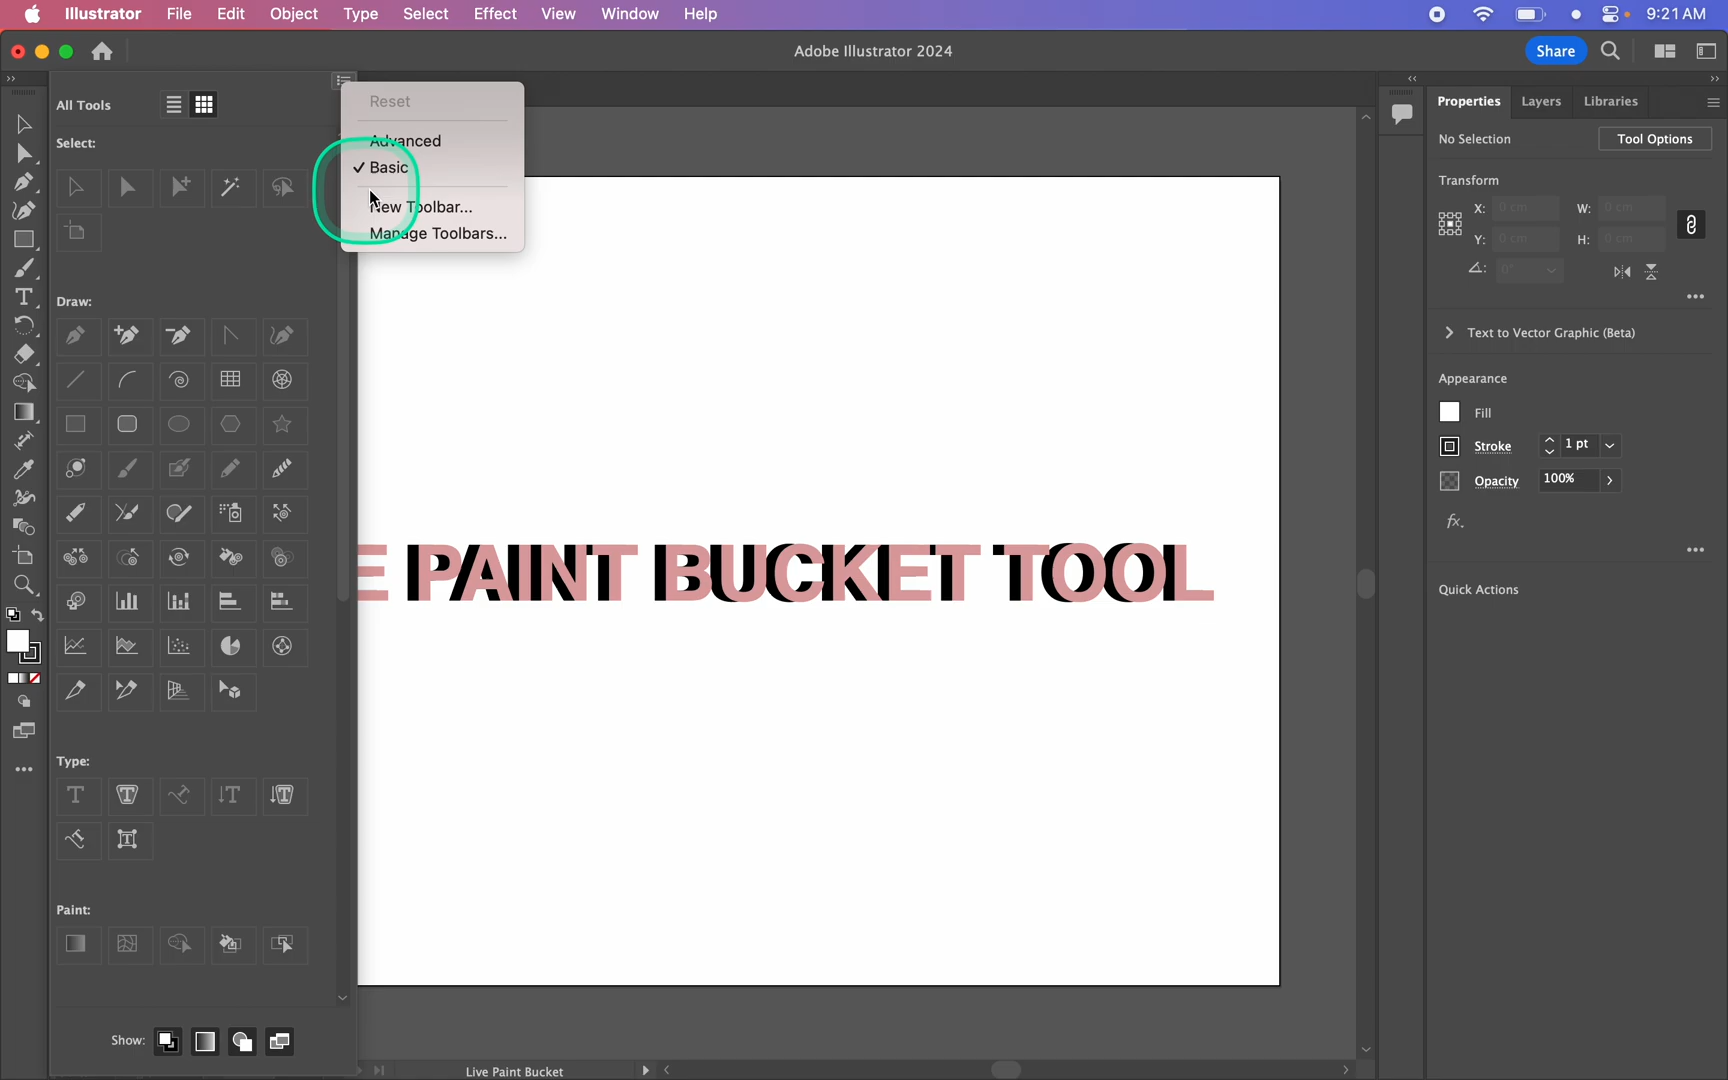 Illustrator File Edit Object Type Select Effect View Window Help 9:21 AM
Adobe Illustrator 2024
Share
All Tools
Reset
Advanced
✓ Basic
New Toolbar...
Manage Toolbars...
Select:
Draw:
Type:
Paint:
Show:
LIVE PAINT BUCKET TOOL
Live Paint Bucket
Properties Layers Libraries
No Selection Tool Options
Transform
X: 0 cm W: 0 cm
Y: 0 cm H: 0 cm
0°
Text to Vector Graphic (Beta)
Appearance
Fill
Stroke 1 pt
Opacity 100%
fx.
Quick Actions